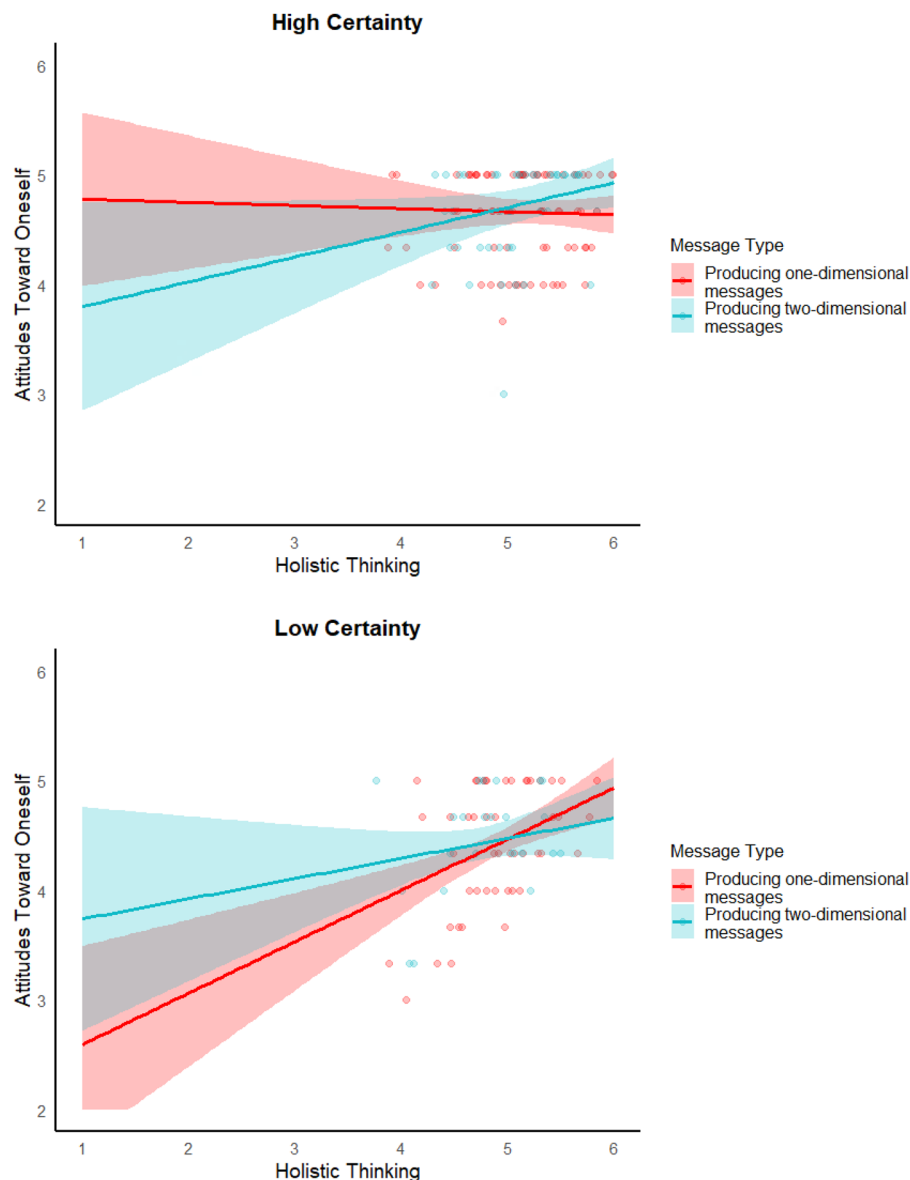 High Certainty
6
5
4
3
2
Attitudes Toward Oneself
1 2 3 4 5 6
Holistic Thinking
Message Type
Producing one-dimensional
messages
Producing two-dimensional
messages
Low Certainty
6
5
4
3
2
Attitudes Toward Oneself
1 2 3 4 5 6
Holistic Thinking
Message Type
Producing one-dimensional
messages
Producing two-dimensional
messages